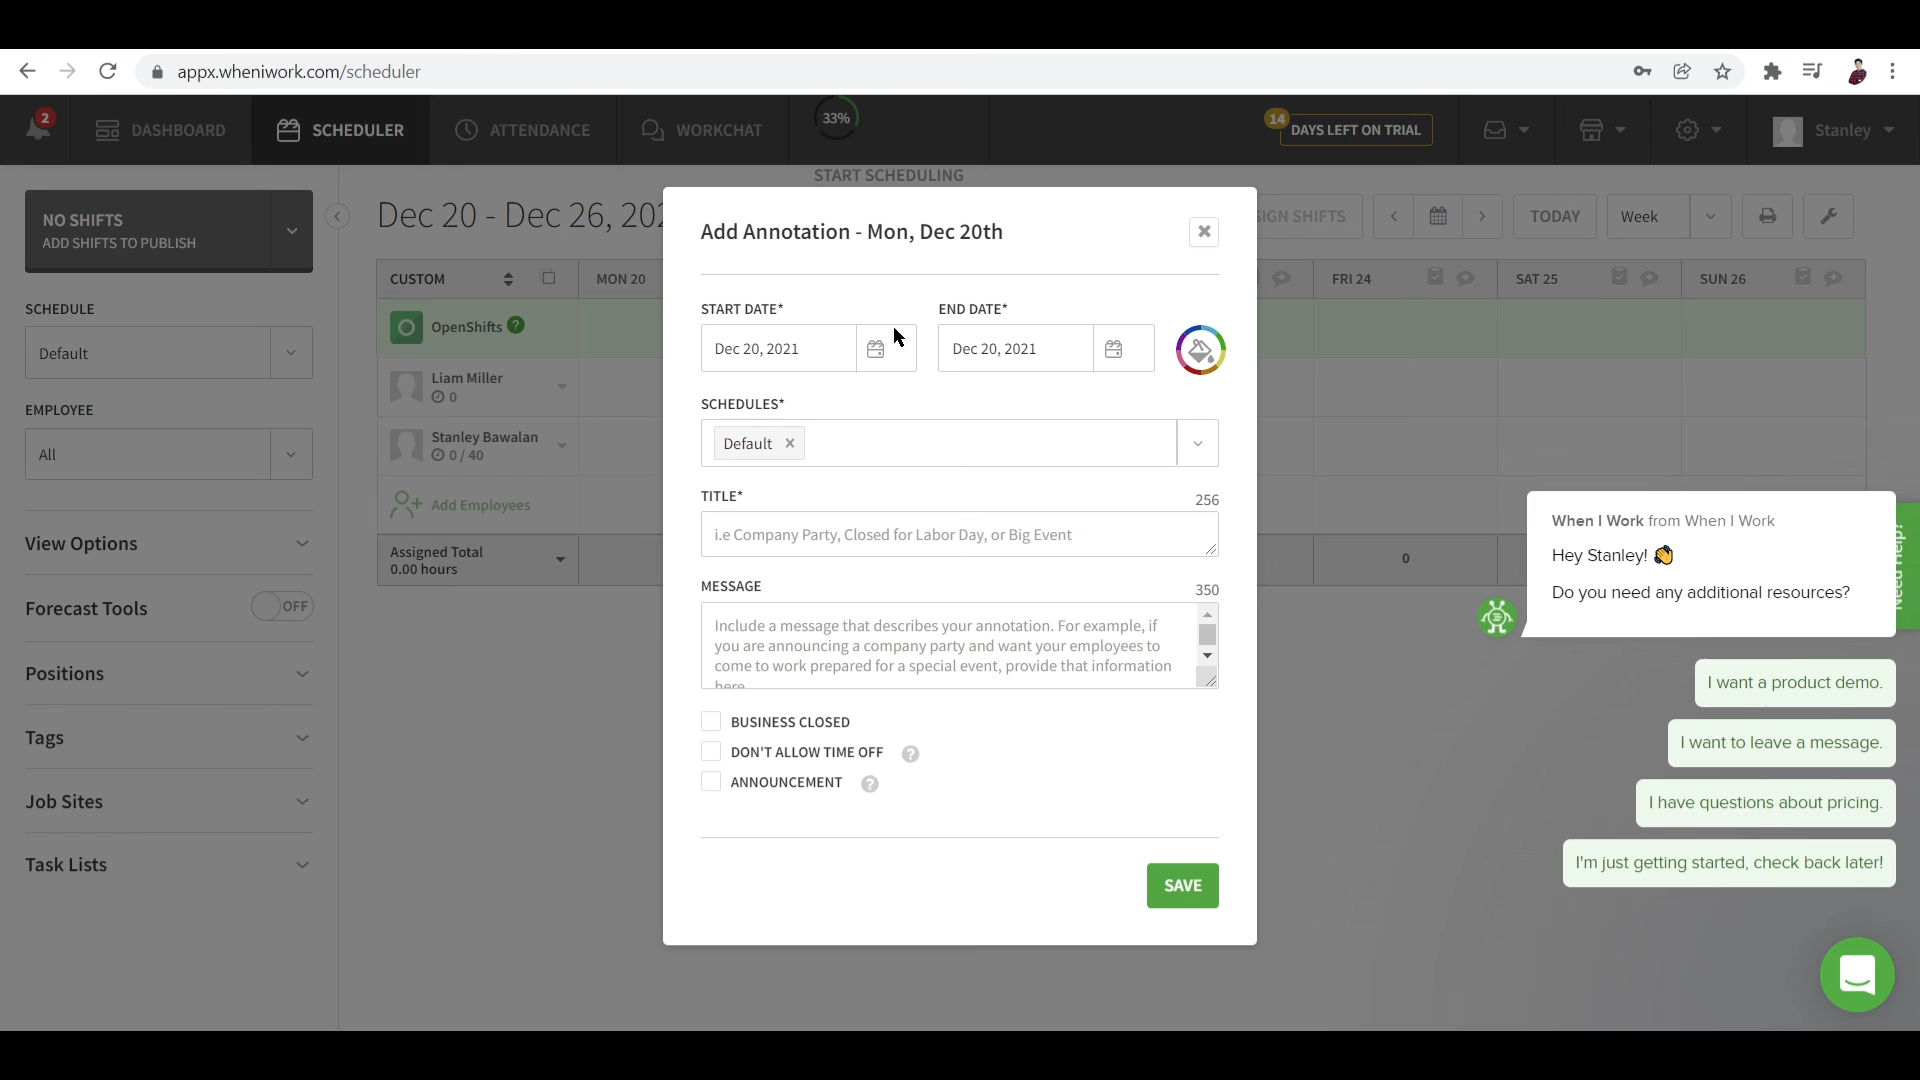 appx.wheniwork.com/scheduler
2
DASHBOARD
SCHEDULER
ATTENDANCE
WORKCHAT
33%
14
DAYS LEFT ON TRIAL
Stanley
START SCHEDULING
NO SHIFTS
ADD SHIFTS TO PUBLISH
Dec 20 - Dec 26, 202
SHIFTS
TODAY
Week
SCHEDULE
Default
EMPLOYEE
All
View Options
Forecast Tools
OFF
Positions
Tags
Job Sites
Task Lists
CUSTOM
MON 20
FRI 24
SAT 25
SUN 26
OpenShifts ?
Liam Miller
0
Stanley Bawalan
0 / 40
Add Employees
Assigned Total
0.00 hours
0
Add Annotation - Mon, Dec 20th
START DATE*
END DATE*
Dec 20, 2021
Dec 20, 2021
SCHEDULES*
Default
TITLE*
256
i.e Company Party, Closed for Labor Day, or Big Event
MESSAGE
350
Include a message that describes your annotation. For example, if
you are announcing a company party and want your employees to
come to work prepared for a special event, provide that information
here
BUSINESS CLOSED
DON'T ALLOW TIME OFF ?
ANNOUNCEMENT ?
SAVE
When I Work from When I Work
Hey Stanley!
Do you need any additional resources?
Need Help?
I want a product demo.
I want to leave a message.
I have questions about pricing.
I'm just getting started, check back later!